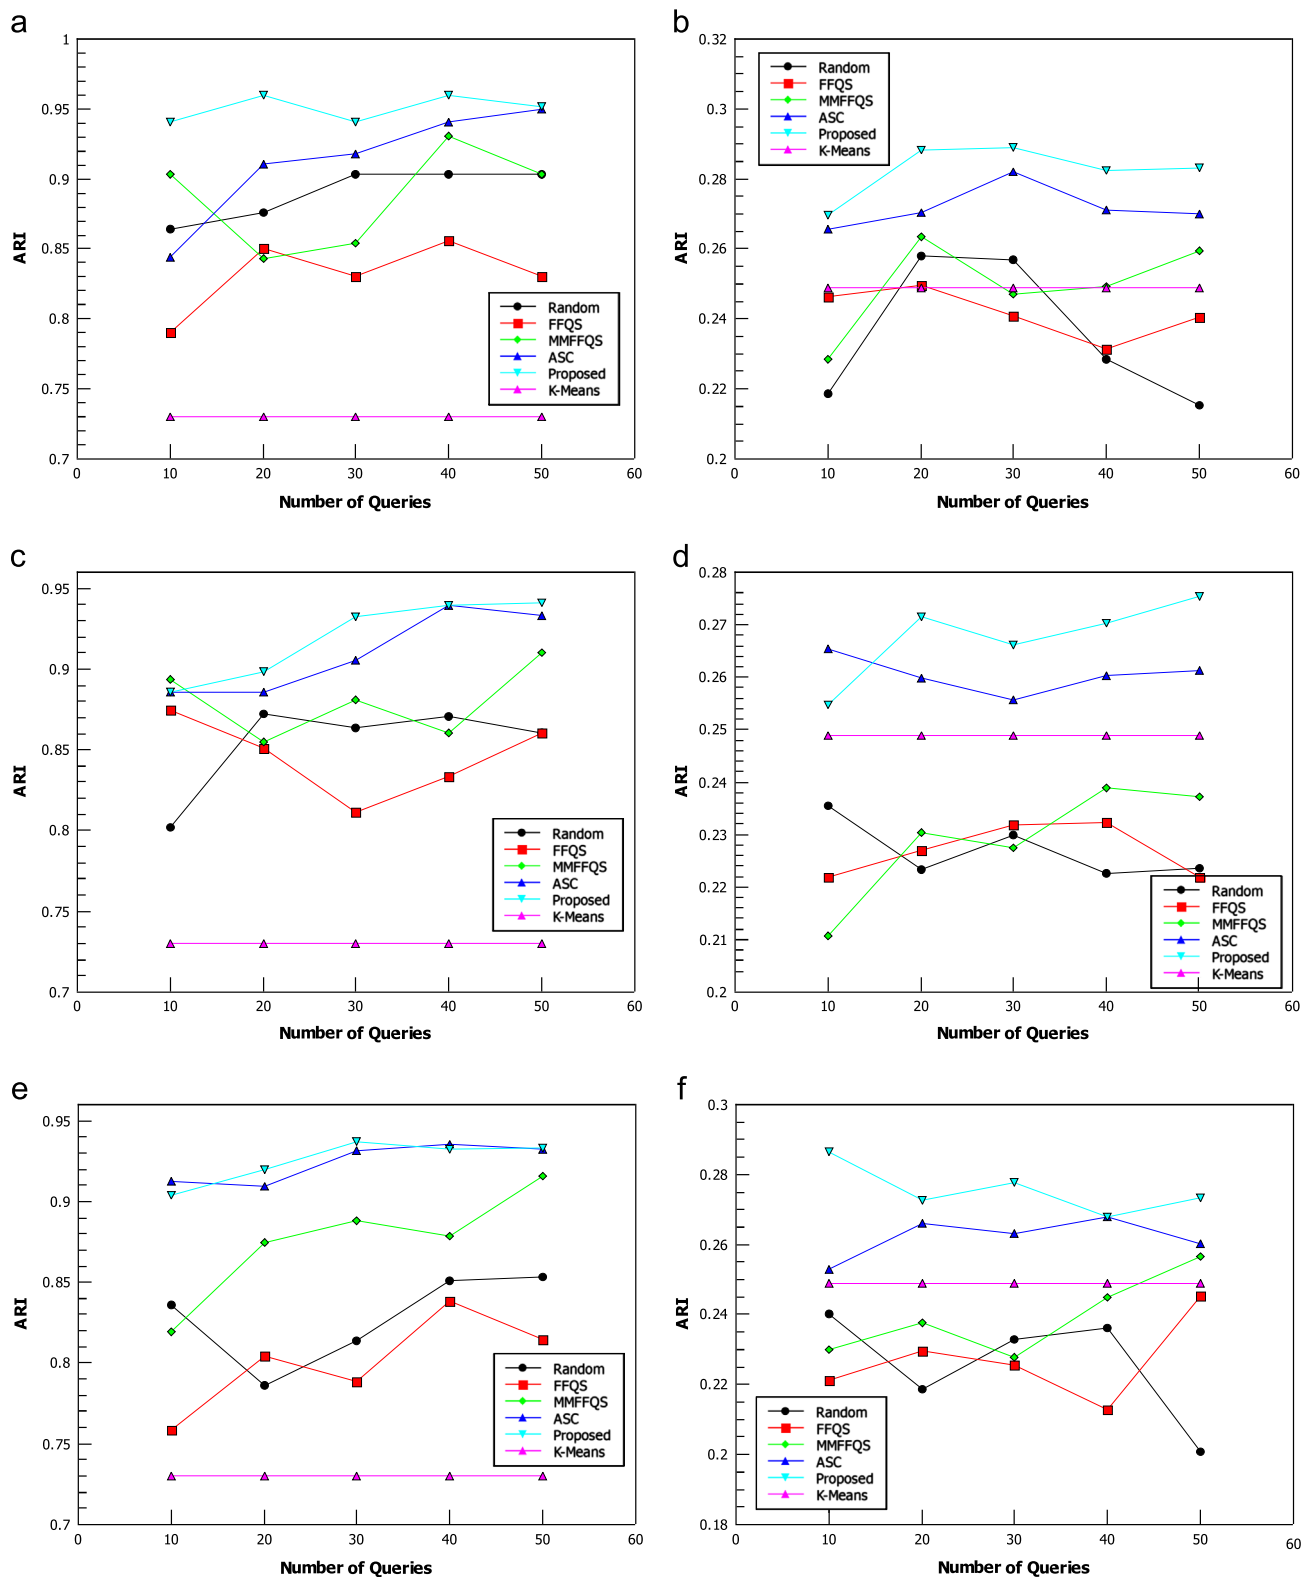 a
1
0.95
0.9
0.85
0.8
0.75
0.7
ARI
0 10 20 30 40 50 60
Number of Queries
Random
FFQS
MMFFQS
ASC
Proposed
K-Means
b
0.32
0.3
0.28
0.26
0.24
0.22
0.2
ARI
0 10 20 30 40 50 60
Number of Queries
Random
FFQS
MMFFQS
ASC
Proposed
K-Means
c
0.95
0.9
0.85
0.8
0.75
0.7
ARI
0 10 20 30 40 50 60
Number of Queries
Random
FFQS
MMFFQS
ASC
Proposed
K-Means
d
0.28
0.27
0.26
0.25
0.24
0.23
0.22
0.21
0.2
ARI
0 10 20 30 40 50 60
Number of Queries
Random
FFQS
MMFFQS
ASC
Proposed
K-Means
e
0.95
0.9
0.85
0.8
0.75
0.7
ARI
0 10 20 30 40 50 60
Number of Queries
Random
FFQS
MMFFQS
ASC
Proposed
K-Means
f
0.3
0.28
0.26
0.24
0.22
0.2
0.18
ARI
0 10 20 30 40 50 60
Number of Queries
Random
FFQS
MMFFQS
ASC
Proposed
K-Means